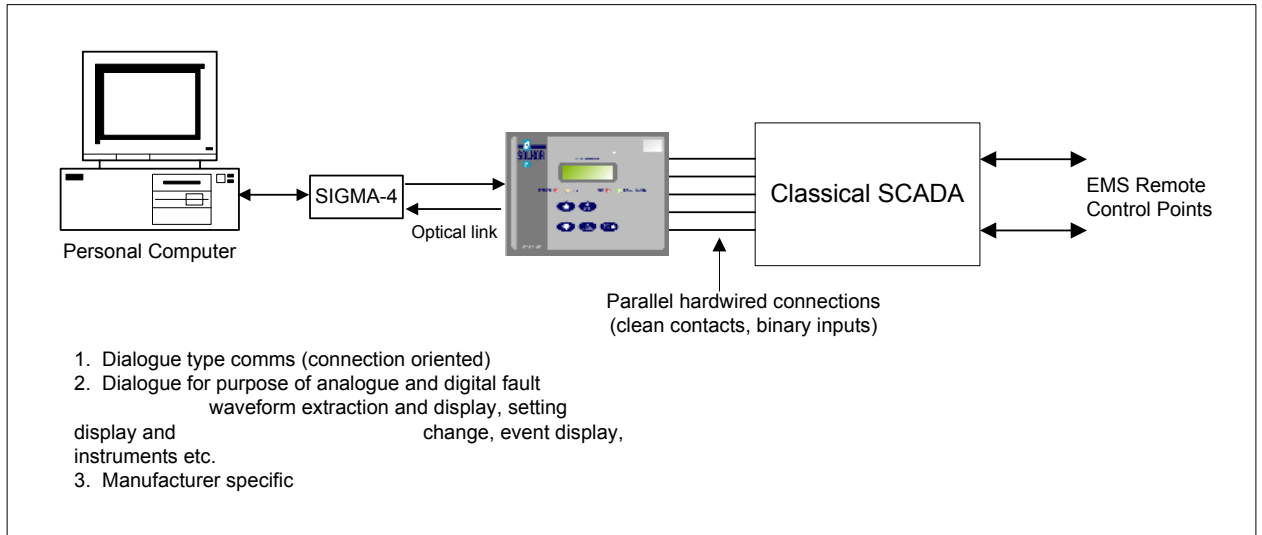 SIGMA-4
Optical link
Personal Computer
SOLKOR
Classical SCADA
EMS Remote
Control Points
Parallel hardwired connections
(clean contacts, binary inputs)
1. Dialogue type comms (connection oriented)
2. Dialogue for purpose of analogue and digital fault
waveform extraction and display, setting
display and change, event display,
instruments etc.
3. Manufacturer specific